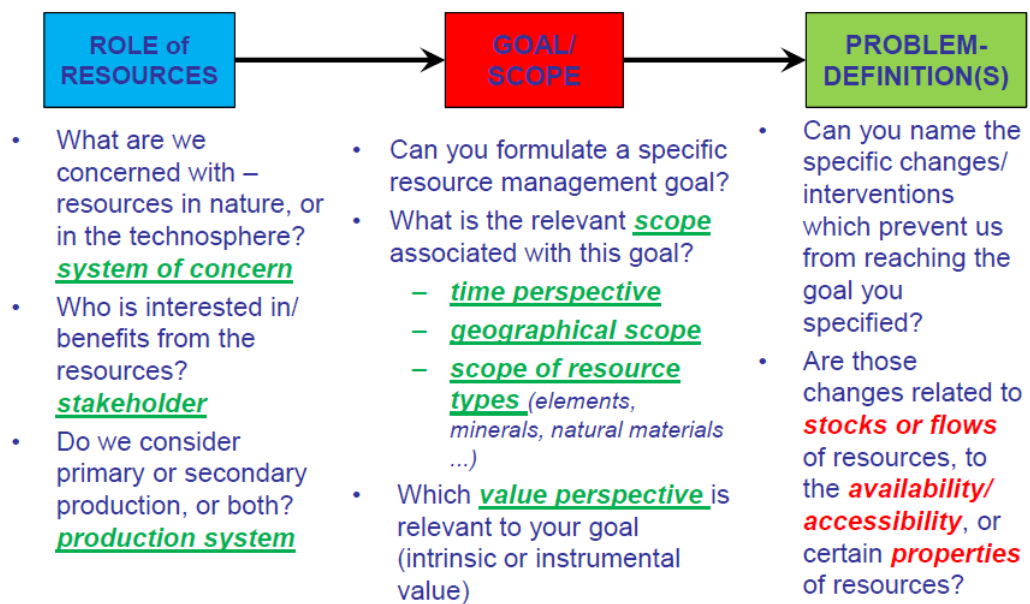 ROLE of
RESOURCES
• What are we
concerned with –
resources in nature, or
in the technosphere?
system of concern
• Who is interested in/
benefits from the
resources?
stakeholder
• Do we consider
primary or secondary
production, or both?
production system
GOAL/
SCOPE
• Can you formulate a specific
resource management goal?
• What is the relevant scope
associated with this goal?
– time perspective
– geographical scope
– scope of resource
types (elements,
minerals, natural materials
...)
• Which value perspective is
relevant to your goal
(intrinsic or instrumental
value)
PROBLEM-
DEFINITION(S)
• Can you name the
specific changes/
interventions
which prevent us
from reaching the
goal you
specified?
• Are those
changes related to
stocks or flows
of resources, to
the availability/
accessibility, or
certain properties
of resources?